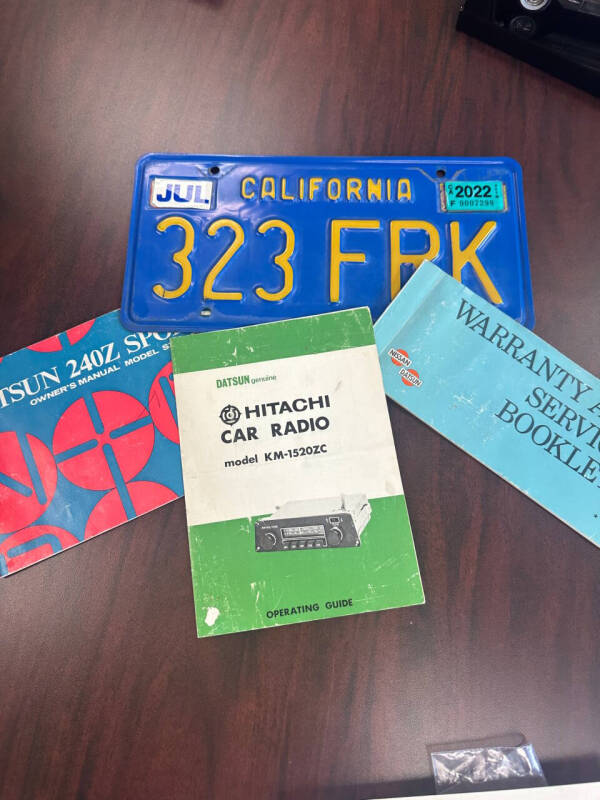 JUL
CALIFORNIA
2022
323 FRK
TSUN 240Z SPO
OWNER'S MANUAL MODEL S
DATSUN genuine
HITACHI
CAR RADIO
model KM-1520ZC
OPERATING GUIDE
NISSAN
DATSUN
WARRANTY A
SERVIC
BOOKLE